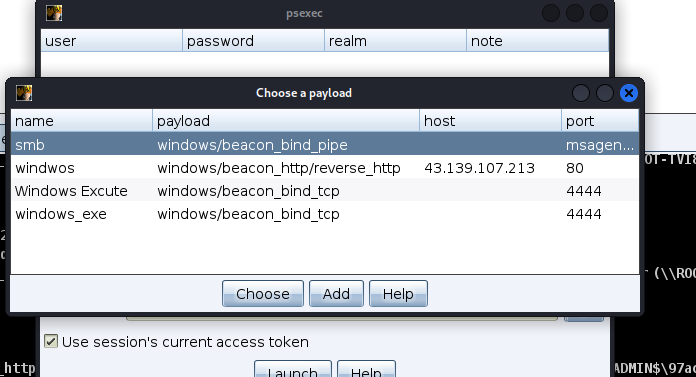 psexec
user password realm note
Choose a payload
name payload host port
smb windows/beacon_bind_pipe msagen...
windwos windows/beacon_http/reverse_http 43.139.107.213 80
Windows Excute windows/beacon_bind_tcp 4444
windows_exe windows/beacon_bind_tcp 4444
OT-TVI8
(\\ROO
Choose Add Help
Use session's current access token
_http
ADMIN$\97ad
Launch Help